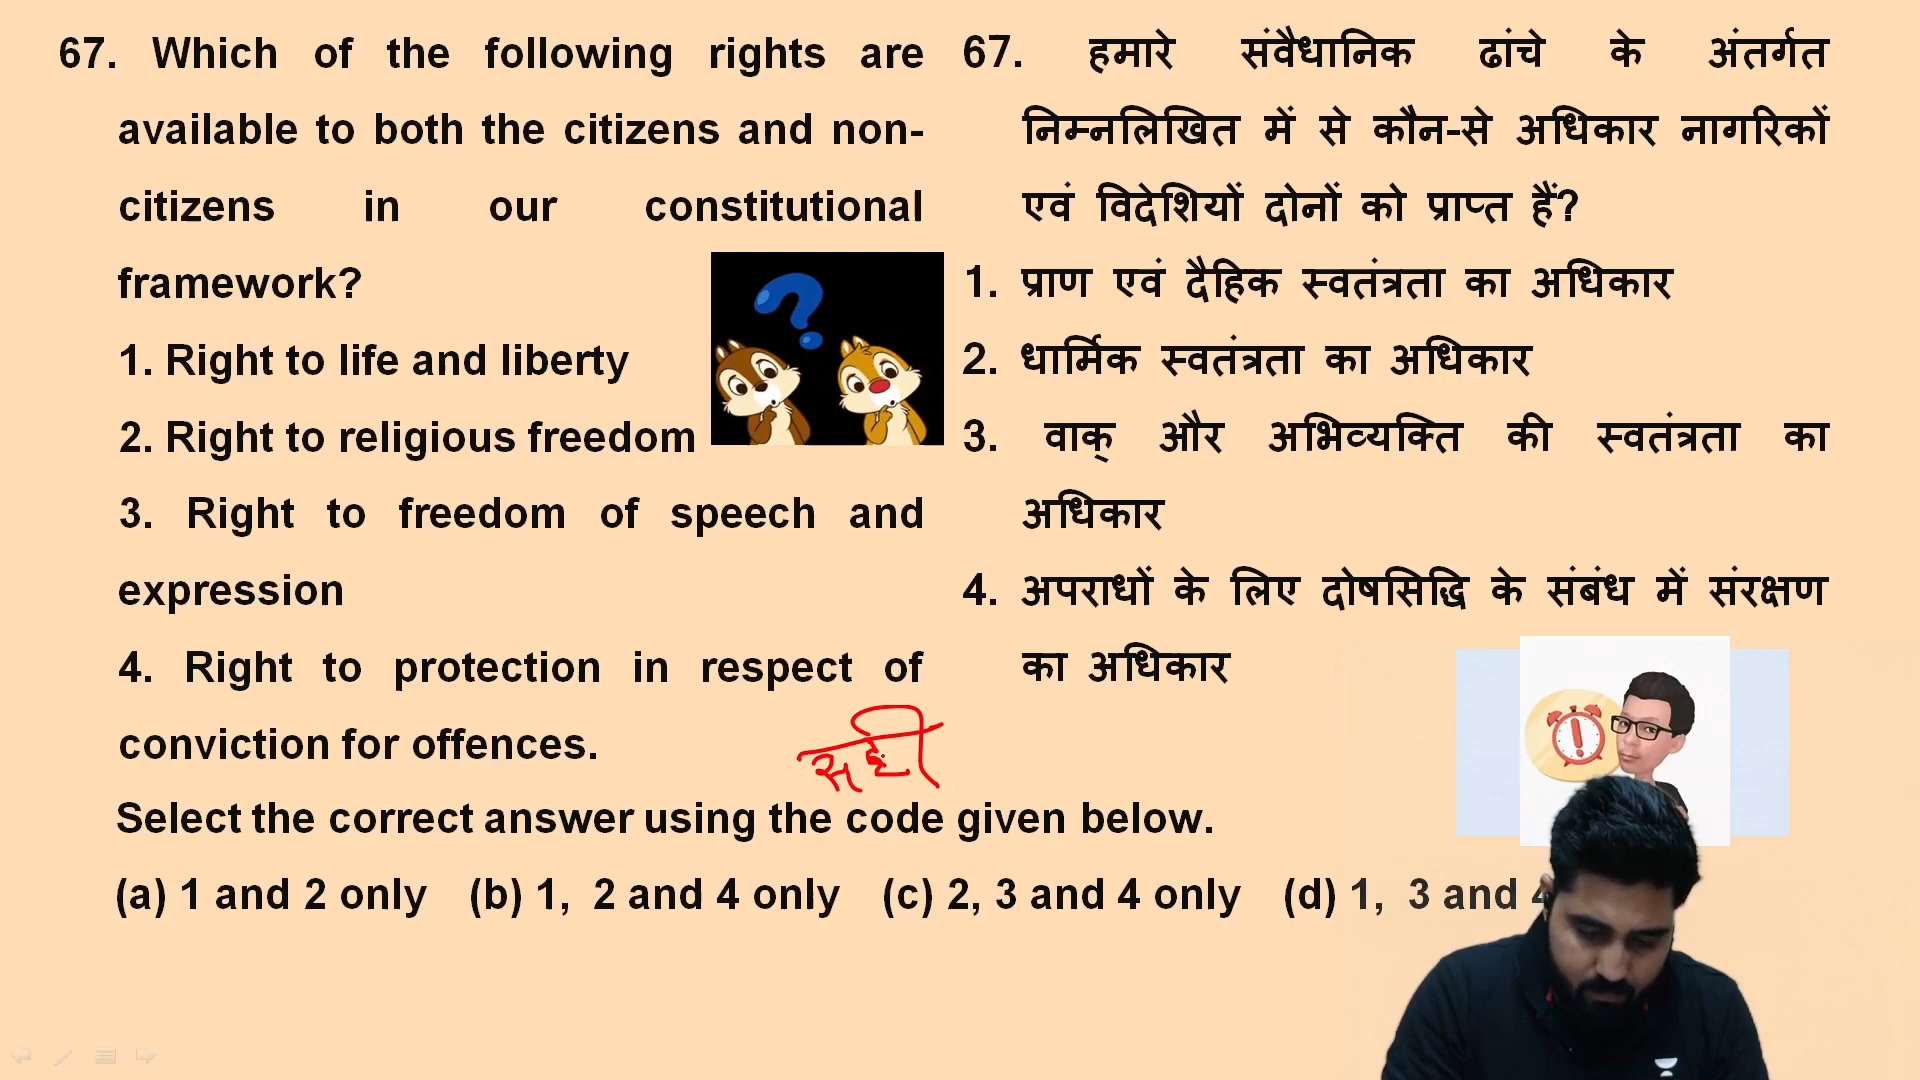 67. Which of the following rights are
available to both the citizens and non-
citizens in our constitutional
framework?
1. Right to life and liberty
2. Right to religious freedom
3. Right to freedom of speech and
expression
4. Right to protection in respect of
conviction for offences.
सही
Select the correct answer using the code given below.
(a) 1 and 2 only (b) 1, 2 and 4 only (c) 2, 3 and 4 only (d) 1, 3 and 4
67. हमारे संवैधानिक ढांचे के अंतर्गत
निम्नलिखित में से कौन-से अधिकार नागरिकों
एवं विदेशियों दोनों को प्राप्त हैं?
1. प्राण एवं दैहिक स्वतंत्रता का अधिकार
2. धार्मिक स्वतंत्रता का अधिकार
3. वाक् और अभिव्यक्ति की स्वतंत्रता का
अधिकार
4. अपराधों के लिए दोषसिद्धि के संबंध में संरक्षण
का अधिकार